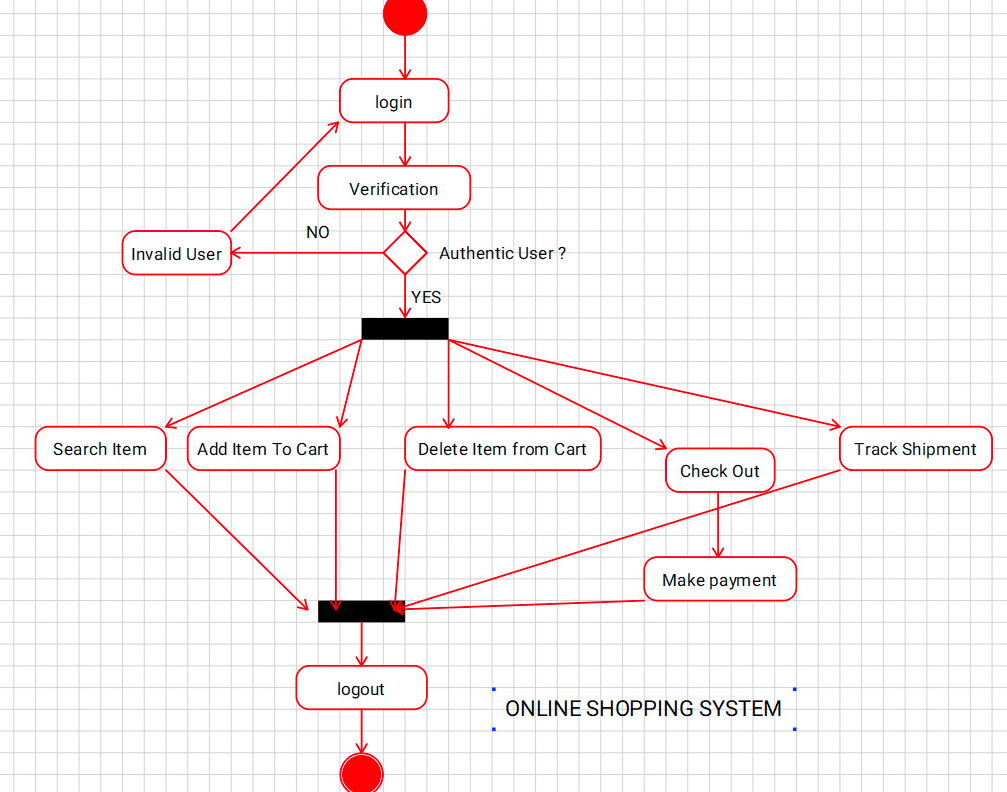 login
Verification
NO
Invalid User
Authentic User ?
YES
Search Item
Add Item To Cart
Delete Item from Cart
Check Out
Track Shipment
Make payment
logout
ONLINE SHOPPING SYSTEM